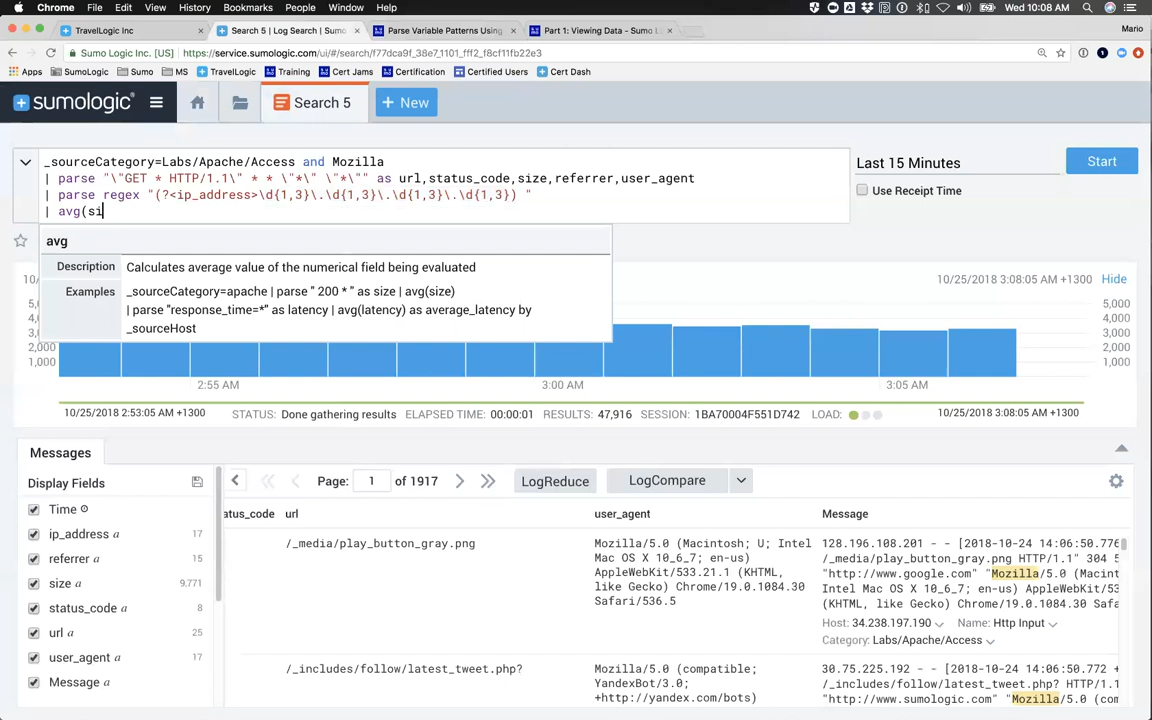 Chrome File Edit View History Bookmarks People Window Help Wed 10:08 AM
TravelLogic Inc Search 5 | Log Search | Sumo Parse Variable Patterns Using Part 1: Viewing Data - Sumo L Mario
Sumo Logic Inc. [US] https://service.sumologic.com/ui/#/search/f77dca9f_38e7_1101_fff2_f8cf11fb22e3
Apps SumoLogic Sumo MS TravelLogic Training Cert Jams Certification Certified Users Cert Dash
sumologic Search 5 + New
_sourceCategory=Labs/Apache/Access and Mozilla
| parse "\"GET * HTTP/1.1\" * * \"*\" \"*\"" as url,status_code,size,referrer,user_agent
| parse regex "(?<ip_address>\d{1,3}\.\d{1,3}\.\d{1,3}\.\d{1,3}) "
| avg(si
Last 15 Minutes Start
Use Receipt Time
avg
Description Calculates average value of the numerical field being evaluated
Examples _sourceCategory=apache | parse " 200 * " as size | avg(size)
| parse "response_time=*" as latency | avg(latency) as average_latency by
_sourceHost
10/ 10/25/2018 3:08:05 AM +1300 Hide
5, 5,000
4, 4,000
3, 3,000
2,000 2,000
1,000 1,000
2:55 AM 3:00 AM 3:05 AM
10/25/2018 2:53:05 AM +1300 STATUS: Done gathering results ELAPSED TIME: 00:00:01 RESULTS: 47,916 SESSION: 1BA70004F551D742 LOAD: 10/25/2018 3:08:05 AM +1300
Messages
Display Fields
Page: 1 of 1917 LogReduce LogCompare
Time
ip_address a 17
referrer a 15
size a 9,771
status_code a 8
url a 25
user_agent a 17
Message a
atus_code url user_agent Message
/_media/play_button_gray.png
Mozilla/5.0 (Macintosh; U; Intel
Mac OS X 10_6_7; en-us)
AppleWebKit/533.21.1 (KHTML,
like Gecko) Chrome/19.0.1084.30
Safari/536.5
128.196.108.201 - - [2018-10-24 14:06:50.776
/_media/play_button_gray.png HTTP/1.1" 304 5
"http://www.google.com" "Mozilla/5.0 (Macint
Intel Mac OS X 10_6_7; en-us) AppleWebKit/53
(KHTML, like Gecko) Chrome/19.0.1084.30 Safa
Host: 34.238.197.190 Name: Http Input
Category: Labs/Apache/Access
/_includes/follow/latest_tweet.php?
Mozilla/5.0 (compatible;
YandexBot/3.0;
+http://yandex.com/bots)
30.75.225.192 - - [2018-10-24 14:06:50.772 +
/_includes/follow/latest_tweet.php? HTTP/1.1
"http://www.sumologic.com" "Mozilla/5.0 (com